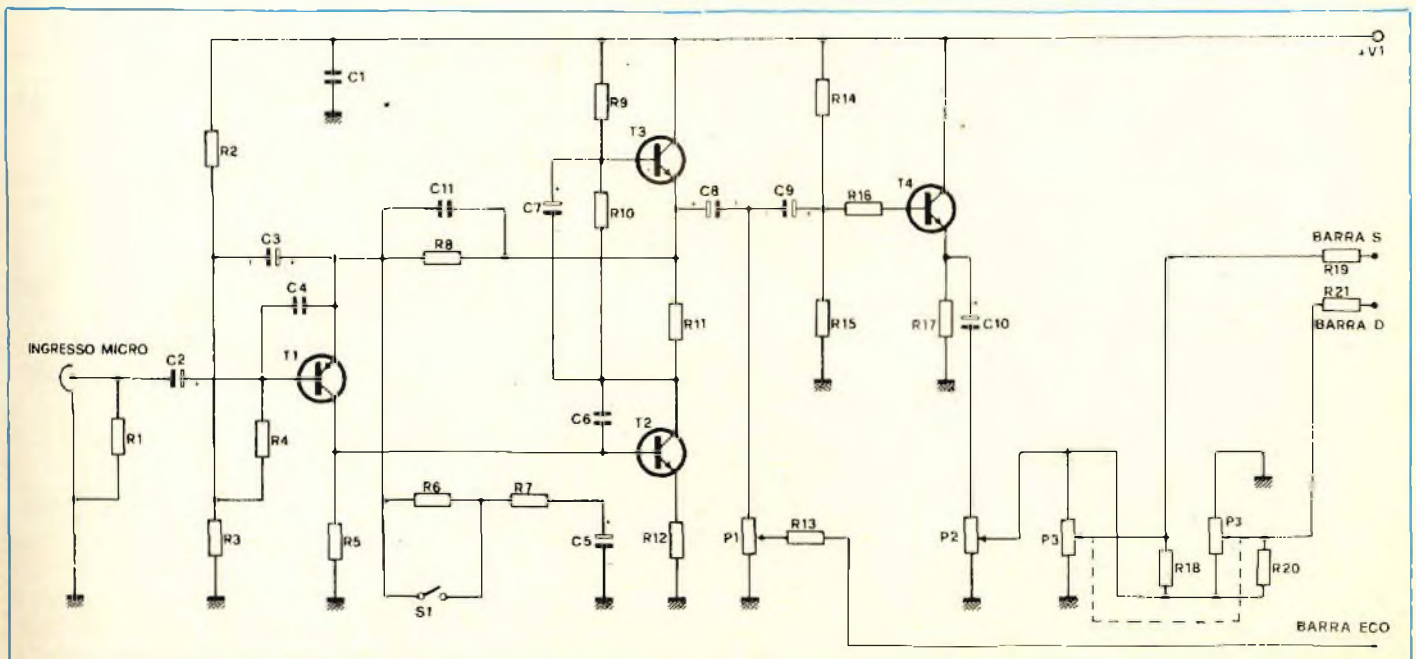 +V1
C1
R9
R14
T3
R2
T4
C11
C8
C9
R16
C7
R10
C3
R8
BARRA S
R19
C4
R21
BARRA D
R11
R15
R17
C10
INGRESSO MICRO
C2
T1
C6
T2
R1
R4
R6
R7
R3
R5
C5
R12
P1
R13
P2
P3
R18
P3
R20
S1
BARRA ECO